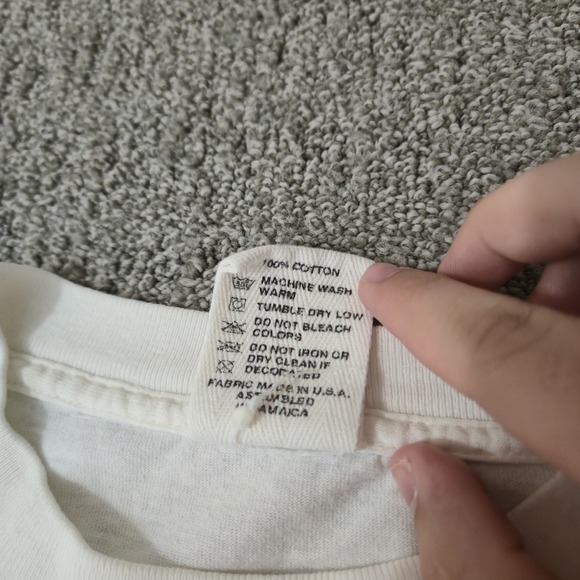 100% COTTON
MACHINE WASH
WARM
TUMBLE DRY LOW
DO NOT BLEACH
COLORS
DO NOT IRON OR
DRY CLEAN IF
DECORATED
FABRIC MADE IN U.S.A.
ASSEMBLED
IN JAMAICA